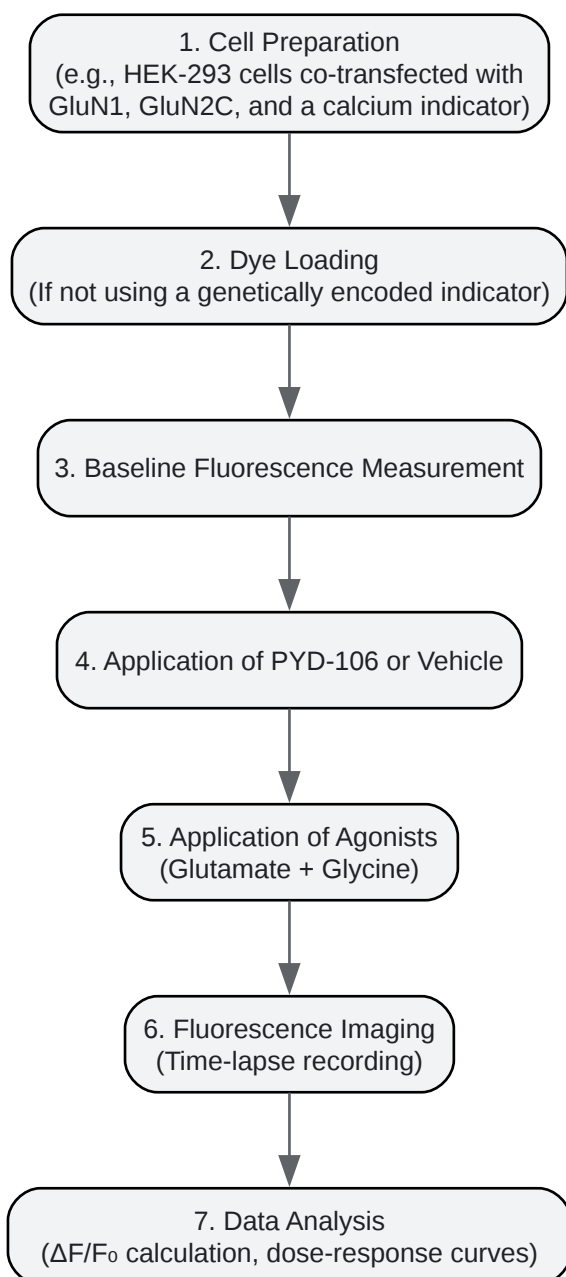 1. Cell Preparation
(e.g., HEK-293 cells co-transfected with
GluN1, GluN2C, and a calcium indicator)
2. Dye Loading
(If not using a genetically encoded indicator)
3. Baseline Fluorescence Measurement
4. Application of PYD-106 or Vehicle
5. Application of Agonists
(Glutamate + Glycine)
6. Fluorescence Imaging
(Time-lapse recording)
7. Data Analysis
(ΔF/F₀ calculation, dose-response curves)